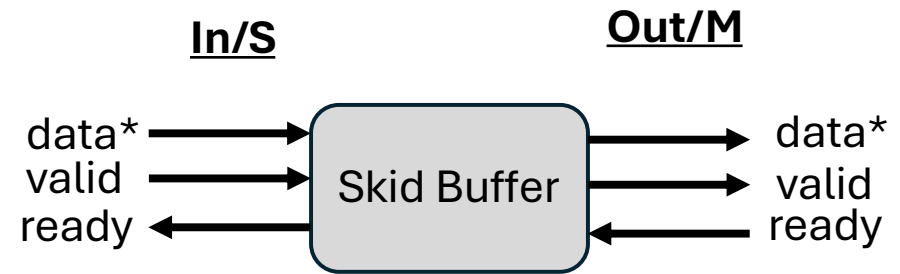 In/S
Out/M
data*
valid
ready
Skid Buffer
data*
valid
ready